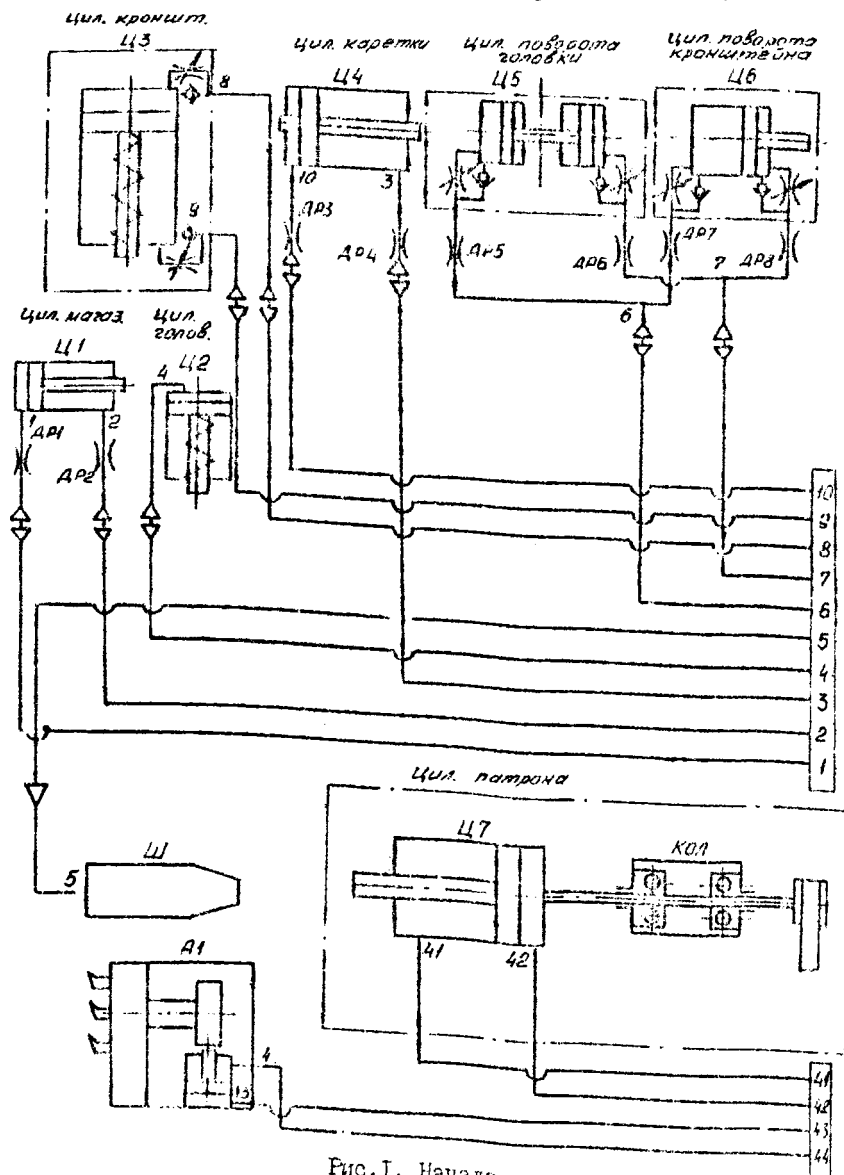 Цил. кроншт.
Ц3
8
9
Цил. каретки
Ц4
10
3
ДР3
ДР4
Цил. поворота
головки
Ц5
ДР5
ДР6
6
Цил. поворота
кронштейна
Ц6
ДР7
7
ДР8
Цил. магаз.
Ц1
1
2
ДР1
ДР2
Цил.
голов.
Ц2
4
10
9
8
7
6
5
4
3
2
1
5
Ш
Цил. патрона
Ц7
КОЛ
41
42
А1
4
13
41
42
43
44
Рис.1. Начало